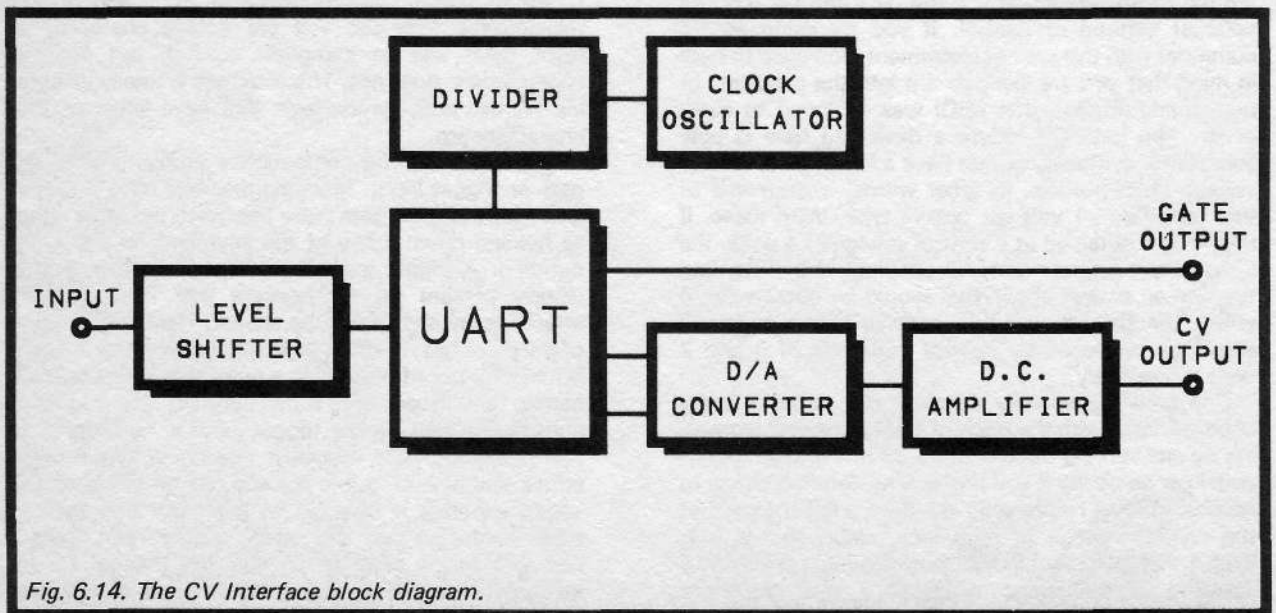 DIVIDER
CLOCK
OSCILLATOR
GATE
OUTPUT
INPUT
LEVEL
SHIFTER
UART
D/A
CONVERTER
D.C.
AMPLIFIER
CV
OUTPUT
Fig. 6.14. The CV Interface block diagram.